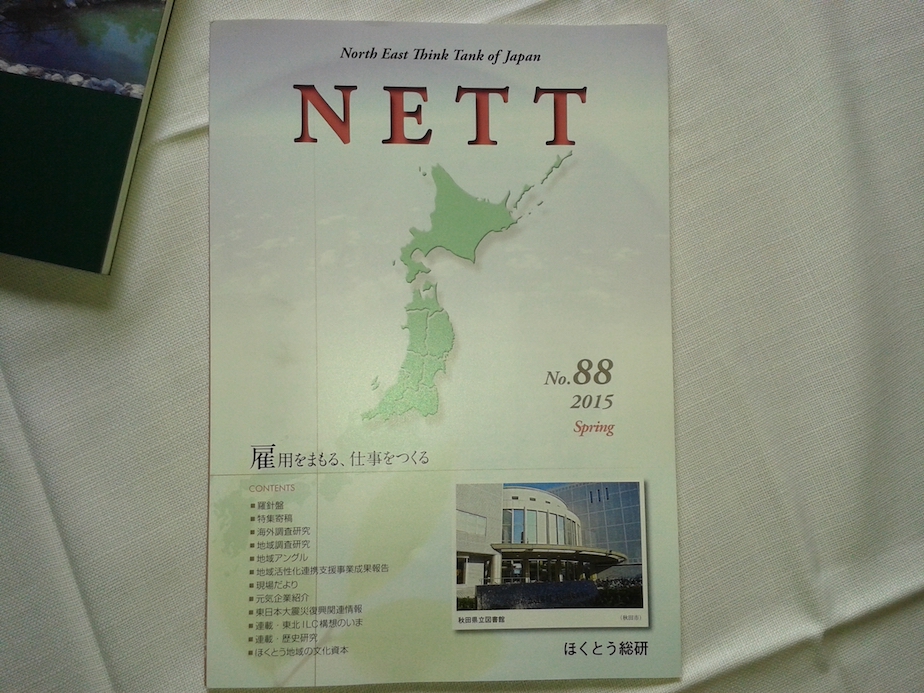 North East Think Tank of Japan
NETT
No.88
2015
Spring
雇用をまもる、仕事をつくる
CONTENTS
■羅針盤
■特集寄稿
■海外調査研究
■地域調査研究
■地域アングル
■地域活性化連携支援事業成果報告
■現場だより
■元気企業紹介
■東日本大震災復興関連情報
■連載・東北ILC構想のいま
■連載・歴史研究
■ほくとう地域の文化資本
秋田県立図書館
(秋田市)
ほくとう総研